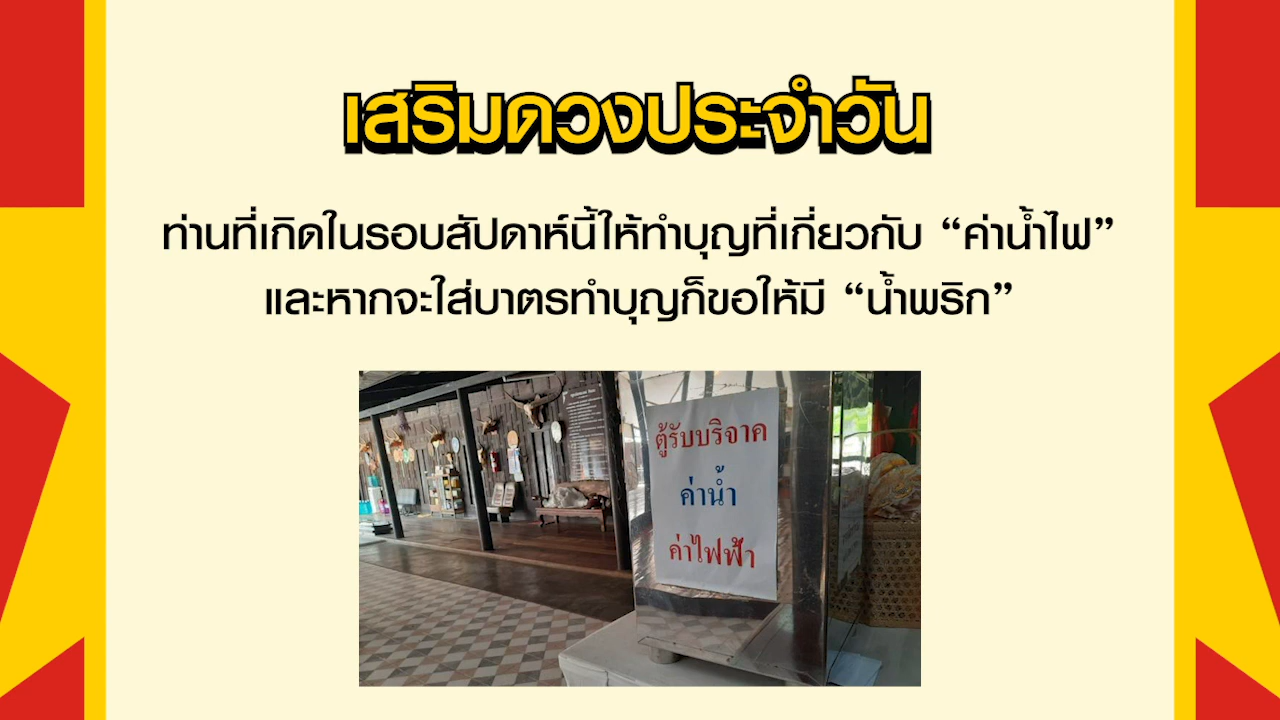 เสริมดวงประจำวัน
ท่านที่เกิดในรอบสัปดาห์นี้ให้ทำบุญที่เกี่ยวกับ “ค่าน้ำไฟ”
และหากจะใส่บาตรทำบุญก็ขอให้มี “น้ำพริก”
ตู้รับบริจาค
ค่าน้ำ
ค่าไฟฟ้า